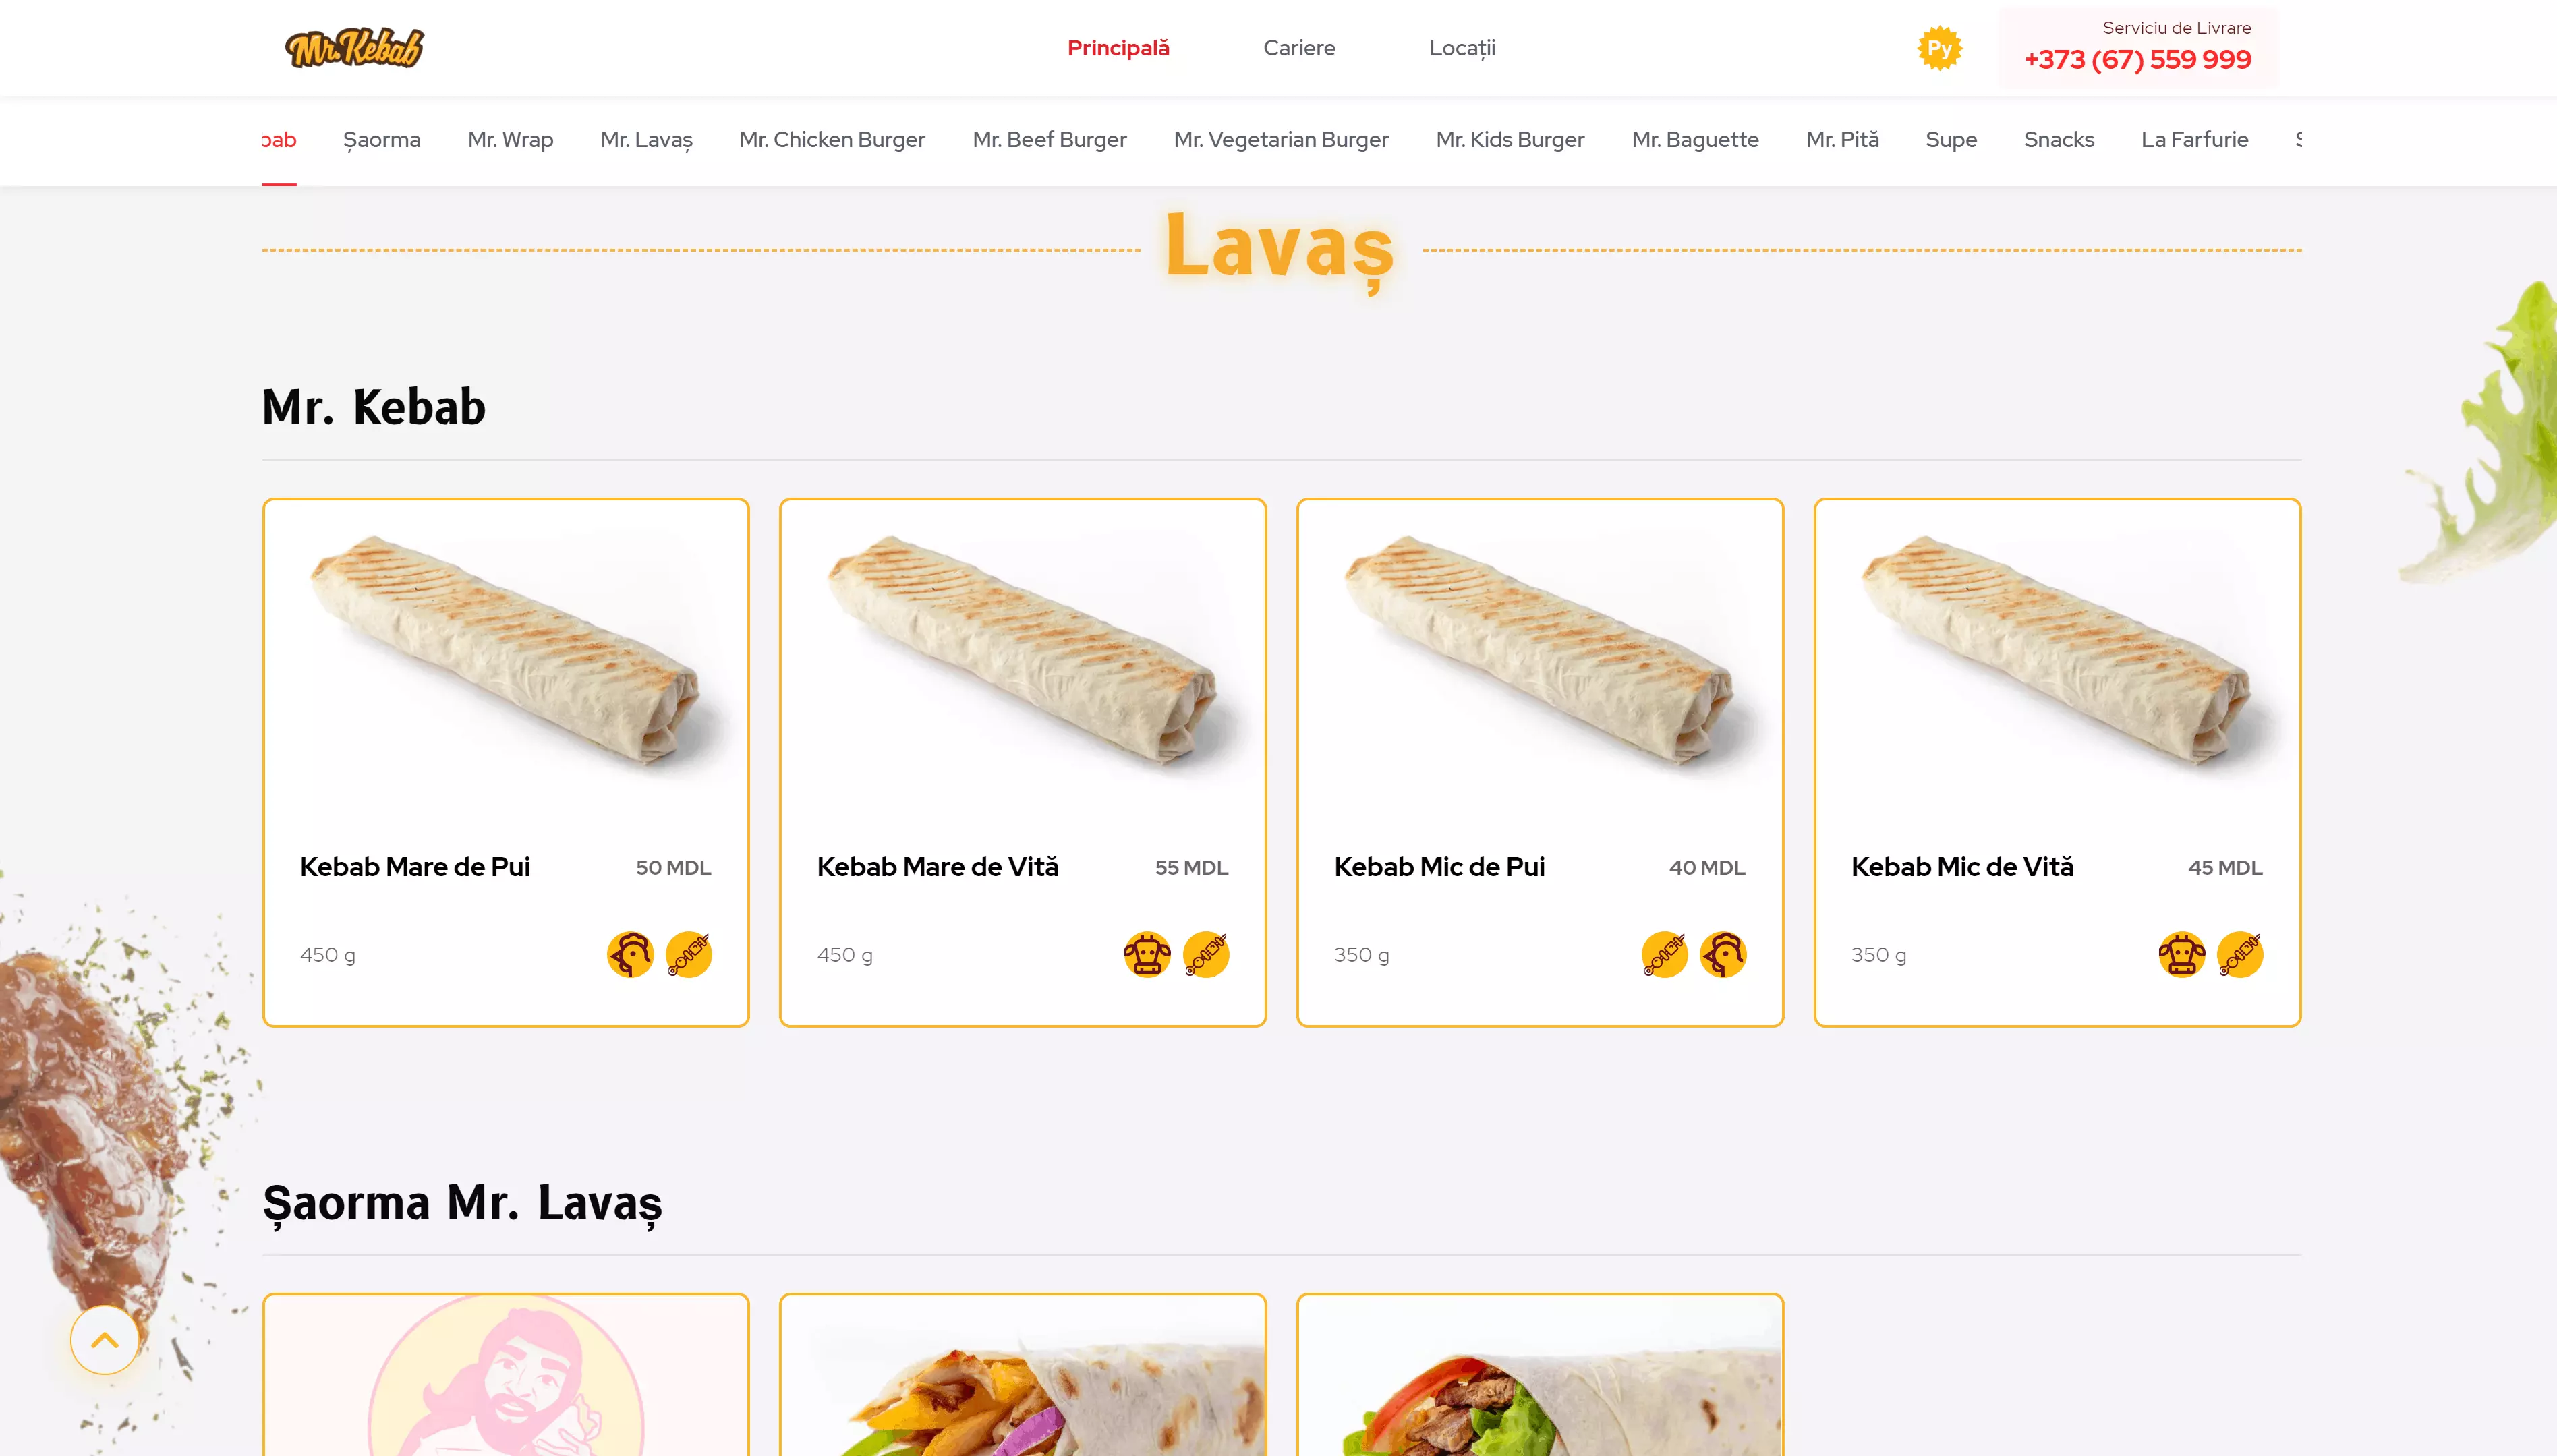 Mr. Kebab
Principală
Cariere
Locații
Ру
Serviciu de Livrare
+373 (67) 559 999
Șaorma
Mr. Wrap
Mr. Lavaș
Mr. Chicken Burger
Mr. Beef Burger
Mr. Vegetarian Burger
Mr. Kids Burger
Mr. Baguette
Mr. Pită
Supe
Snacks
La Farfurie
Lavaș
Mr. Kebab
Kebab Mare de Pui
50 MDL
450 g
Kebab Mare de Vită
55 MDL
450 g
Kebab Mic de Pui
40 MDL
350 g
Kebab Mic de Vită
45 MDL
350 g
Șaorma Mr. Lavaș